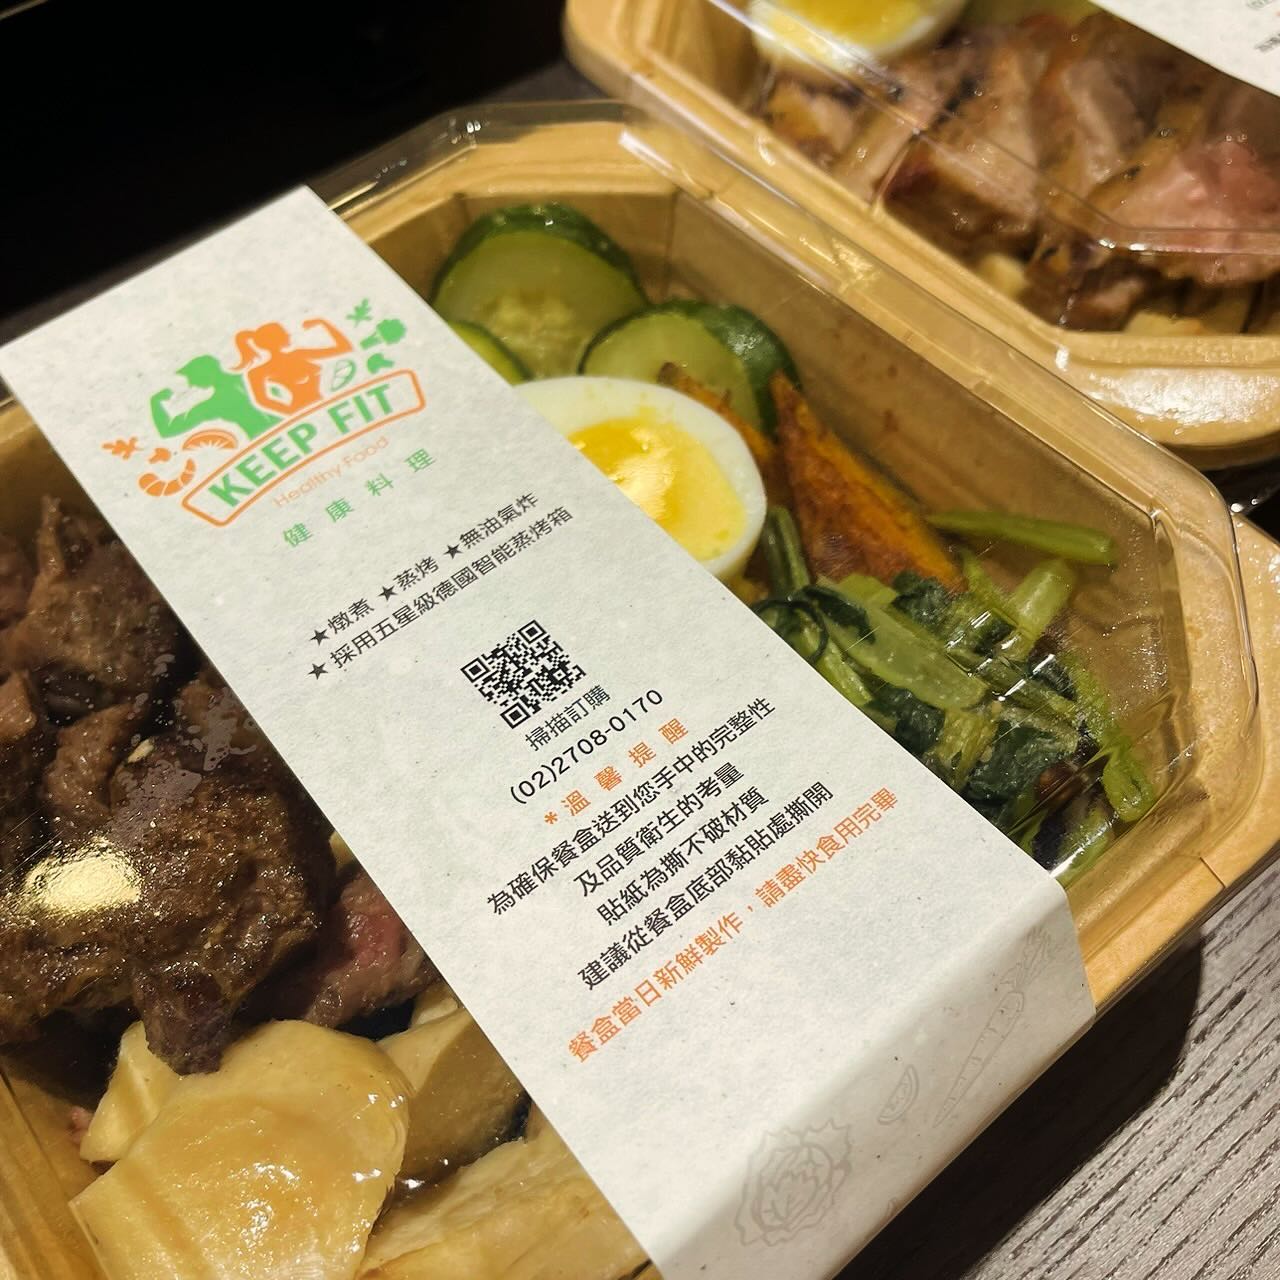 KEEP FIT
Healthy Food
健康料理
★燉煮 ★蒸烤 ★無油氣炸
★採用五星級德國智能蒸烤箱
掃描訂購
(02)2708-0170
*溫馨提醒
為確保餐盒送到您手中的完整性
及品質衛生的考量
貼紙為撕不破材質
建議從餐盒底部黏貼處撕開
餐盒當日新鮮製作，請盡快食用完畢